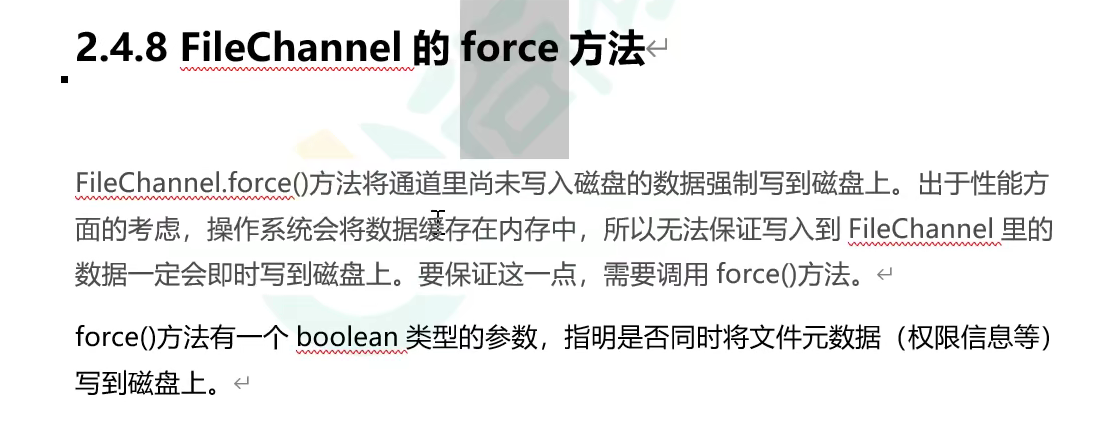 2.4.8 FileChannel 的 force 方法
FileChannel.force()方法将通道里尚未写入磁盘的数据强制写到磁盘上。出于性能方
面的考虑，操作系统会将数据缓存在内存中，所以无法保证写入到 FileChannel 里的
数据一定会即时写到磁盘上。要保证这一点，需要调用 force()方法。
force()方法有一个 boolean 类型的参数，指明是否同时将文件元数据（权限信息等）
写到磁盘上。